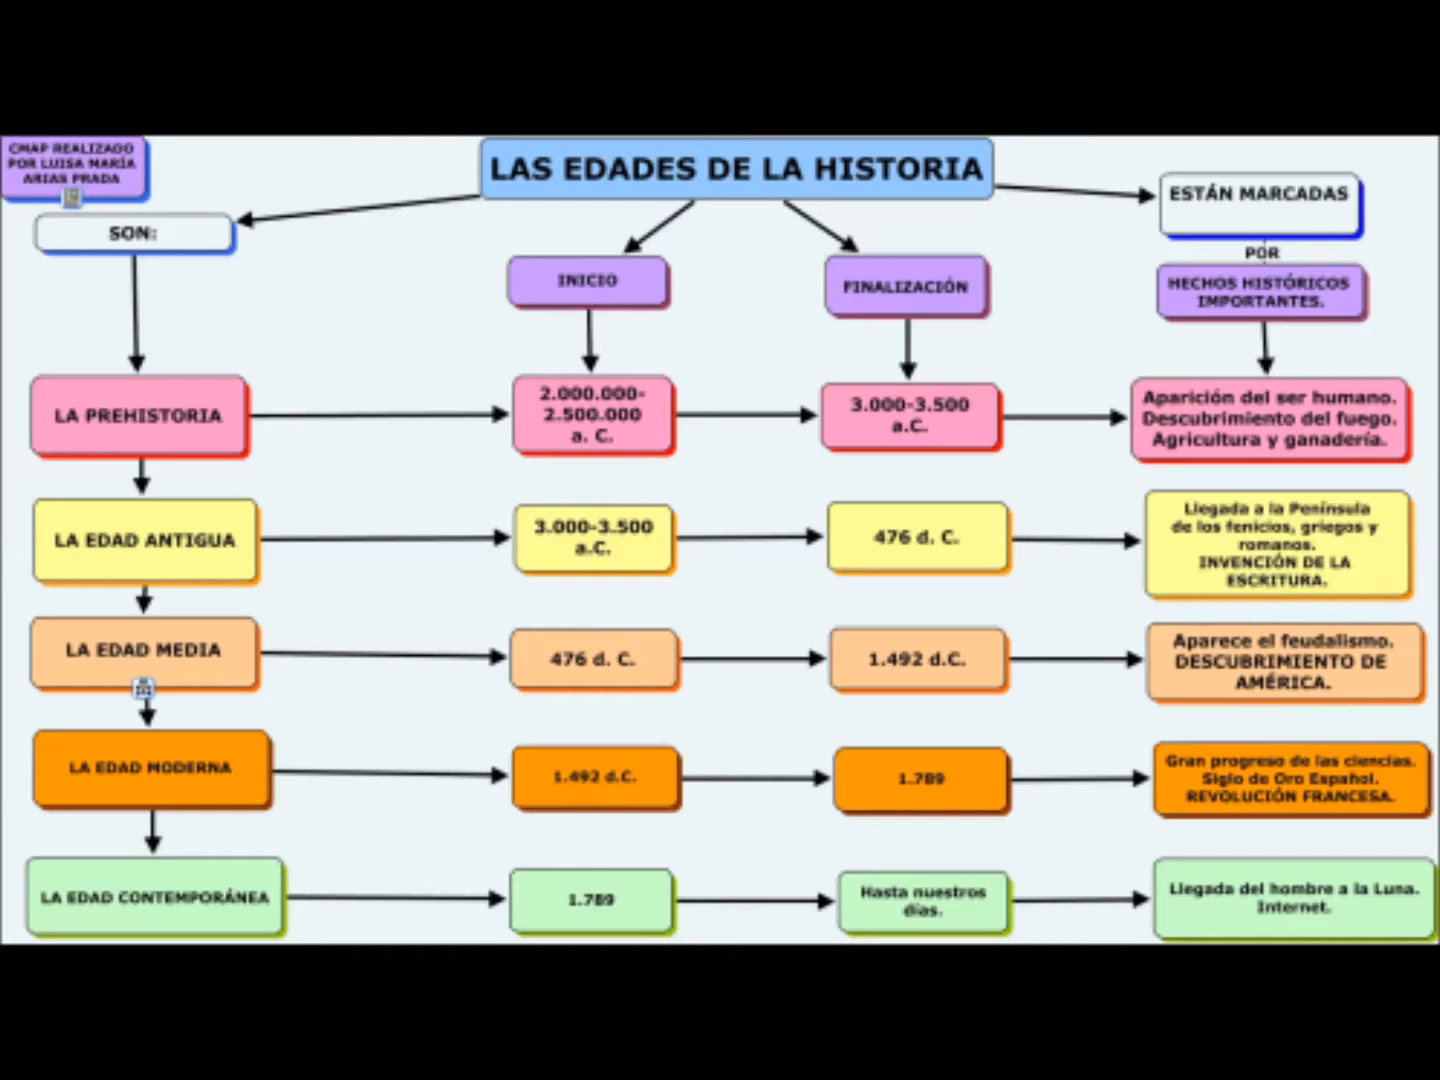 CMAP REALIZADO
POR LUISA MARÍA
ARIAS PRADA
LAS EDADES DE LA HISTORIA
SON:
ESTÁN MARCADAS
POR
INICIO
FINALIZACIÓN
HECHOS HISTÓRICOS
IMPORTANTES.
LA PREHISTORIA
2.000.000-
2.500.000
a. C.
3.000-3.500
a.C.
Aparición del ser humano.
Descubrimiento del fuego.
Agricultura y ganadería.
LA EDAD ANTIGUA
3.000-3.500
a.C.
476 d. C.
Llegada a la Península
de los fenicios, griegos y
romanos.
INVENCIÓN DE LA
ESCRITURA.
LA EDAD MEDIA
476 d. C.
1.492 d.C.
Aparece el feudalismo.
DESCUBRIMIENTO DE
AMÉRICA.
LA EDAD MODERNA
1.492 d.C.
1.789
Gran progreso de las ciencias.
Siglo de Oro Español.
REVOLUCIÓN FRANCESA.
LA EDAD CONTEMPORÁNEA
1.789
Hasta nuestros
días.
Llegada del hombre a la Luna.
Internet.